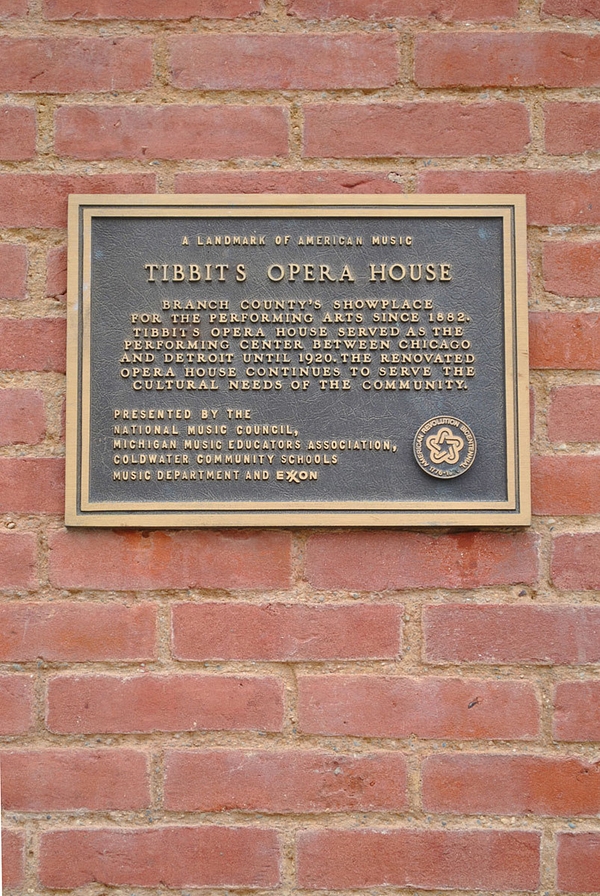 A LANDMARK OF AMERICAN MUSIC
TIBBITS OPERA HOUSE
BRANCH COUNTY'S SHOWPLACE
FOR THE PERFORMING ARTS SINCE 1882.
TIBBITS OPERA HOUSE SERVED AS THE
PERFORMING CENTER BETWEEN CHICAGO
AND DETROIT UNTIL 1920. THE RENOVATED
OPERA HOUSE CONTINUES TO SERVE THE
CULTURAL NEEDS OF THE COMMUNITY.
PRESENTED BY THE
NATIONAL MUSIC COUNCIL,
MICHIGAN MUSIC EDUCATORS ASSOCIATION,
COLDWATER COMMUNITY SCHOOLS
MUSIC DEPARTMENT AND EXXON
AMERICAN REVOLUTION BICENTENNIAL